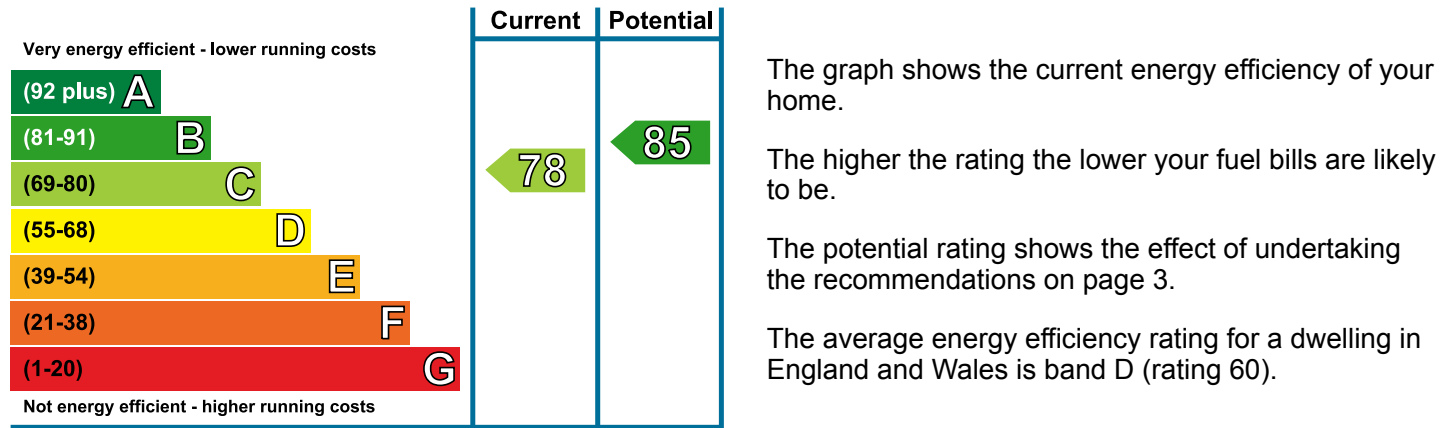 Current Potential
Very energy efficient - lower running costs
(92 plus) A
(81-91) B
(69-80) C
(55-68) D
(39-54) E
(21-38) F
(1-20) G
Not energy efficient - higher running costs
78
85
The graph shows the current energy efficiency of your
home.
The higher the rating the lower your fuel bills are likely
to be.
The potential rating shows the effect of undertaking
the recommendations on page 3.
The average energy efficiency rating for a dwelling in
England and Wales is band D (rating 60).